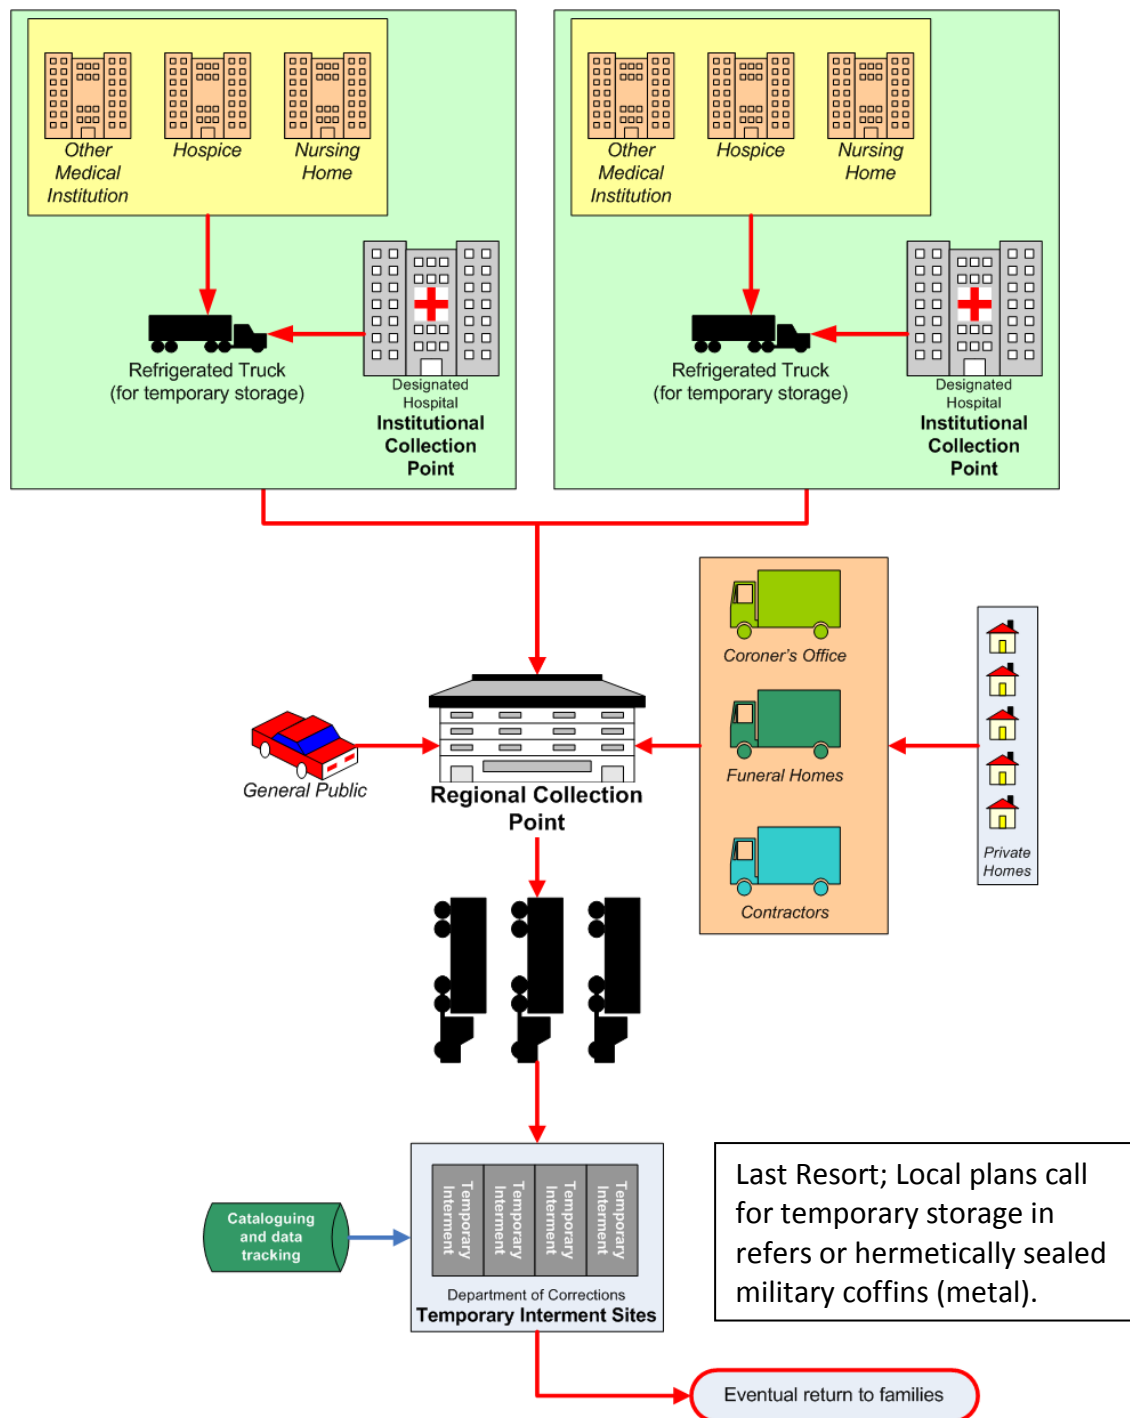 Other
Medical
Institution
Hospice
Nursing
Home
Refrigerated Truck
(for temporary storage)
Designated
Hospital
Institutional
Collection
Point
Other
Medical
Institution
Hospice
Nursing
Home
Refrigerated Truck
(for temporary storage)
Designated
Hospital
Institutional
Collection
Point
General Public
Regional Collection
Point
Coroner's Office
Funeral Homes
Contractors
Private
Homes
Cataloguing
and data
tracking
Temporary
Interment
Temporary
Interment
Temporary
Interment
Temporary
Interment
Department of Corrections
Temporary Interment Sites
Last Resort; Local plans call
for temporary storage in
refers or hermetically sealed
military coffins (metal).
Eventual return to families